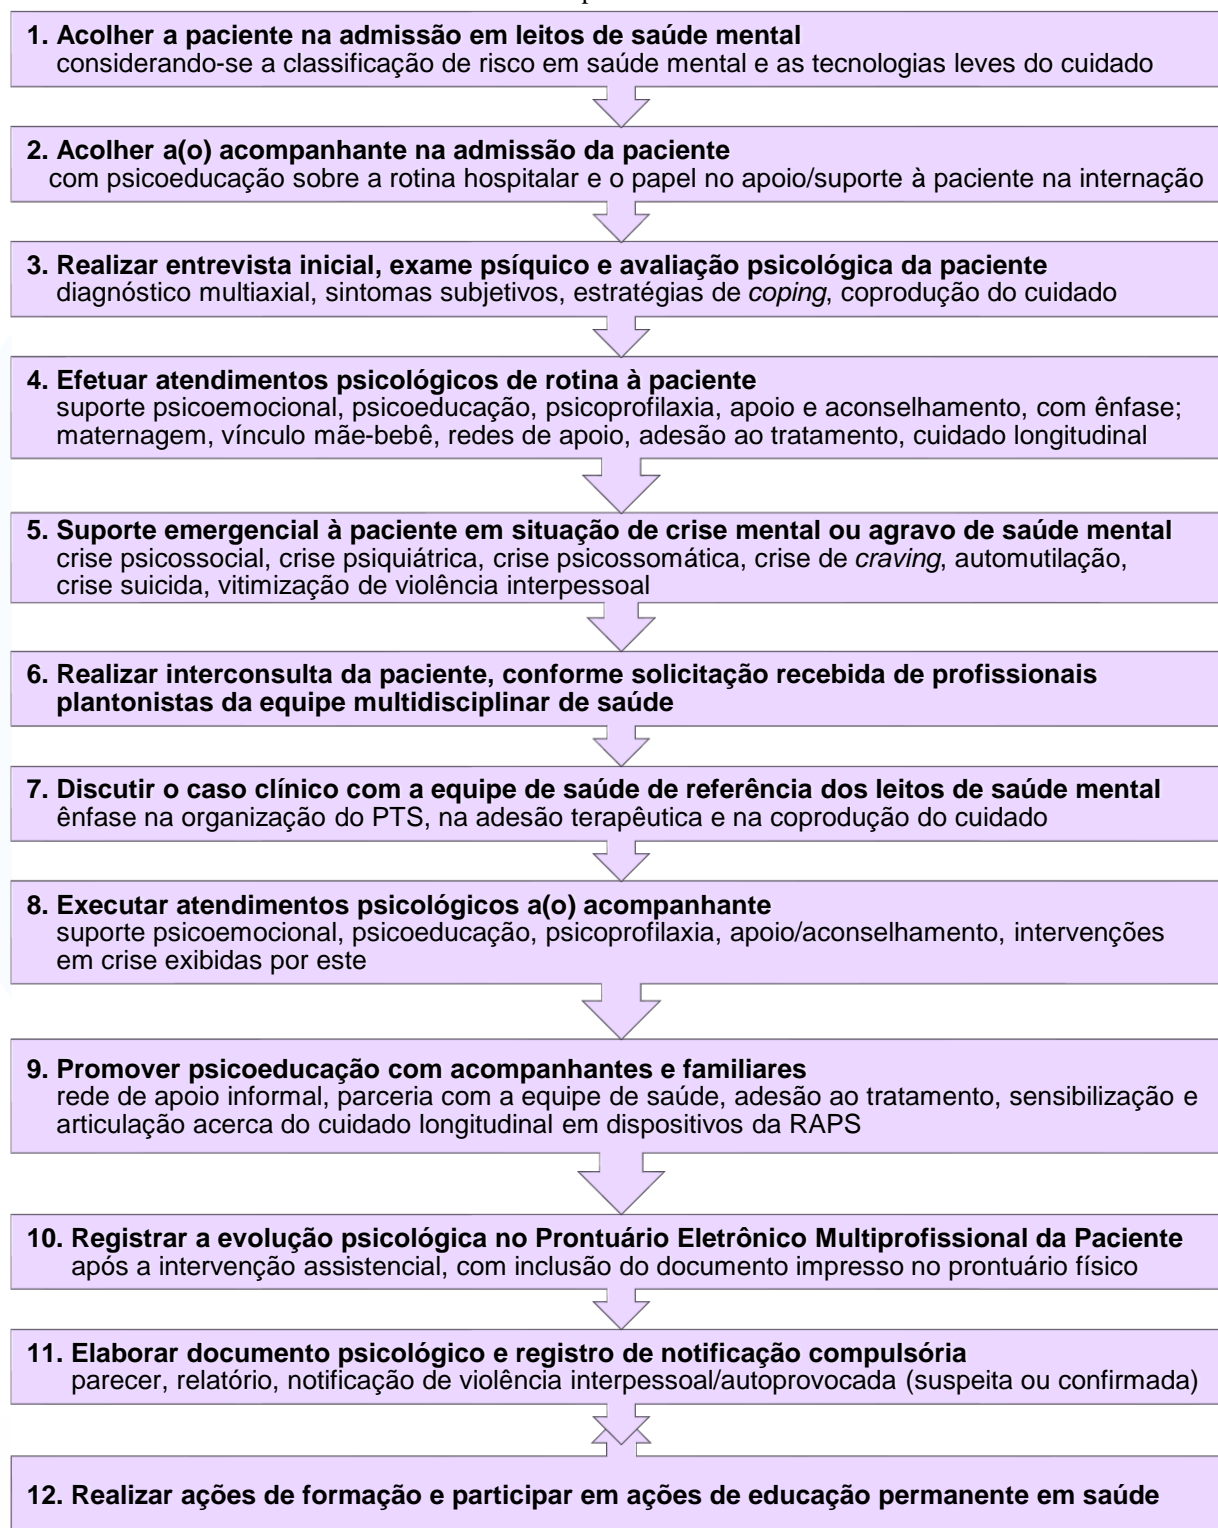 1. Acolher a paciente na admissão em leitos de saúde mental
considerando-se a classificação de risco em saúde mental e as tecnologias leves do cuidado
2. Acolher a(o) acompanhante na admissão da paciente
com psicoeducação sobre a rotina hospitalar e o papel no apoio/suporte à paciente na internação
3. Realizar entrevista inicial, exame psíquico e avaliação psicológica da paciente
diagnóstico multiaxial, sintomas subjetivos, estratégias de coping, coprodução do cuidado
4. Efetuar atendimentos psicológicos de rotina à paciente
suporte psicoemocional, psicoeducação, psicoprofilaxia, apoio e aconselhamento, com ênfase;
maternagem, vínculo mãe-bebê, redes de apoio, adesão ao tratamento, cuidado longitudinal
5. Suporte emergencial à paciente em situação de crise mental ou agravo de saúde mental
crise psicossocial, crise psiquiátrica, crise psicossomática, crise de craving, automutilação,
crise suicida, vitimização de violência interpessoal
6. Realizar interconsulta da paciente, conforme solicitação recebida de profissionais
plantonistas da equipe multidisciplinar de saúde
7. Discutir o caso clínico com a equipe de saúde de referência dos leitos de saúde mental
ênfase na organização do PTS, na adesão terapêutica e na coprodução do cuidado
8. Executar atendimentos psicológicos a(o) acompanhante
suporte psicoemocional, psicoeducação, psicoprofilaxia, apoio/aconselhamento, intervenções
em crise exibidas por este
9. Promover psicoeducação com acompanhantes e familiares
rede de apoio informal, parceria com a equipe de saúde, adesão ao tratamento, sensibilização e
articulação acerca do cuidado longitudinal em dispositivos da RAPS
10. Registrar a evolução psicológica no Prontuário Eletrônico Multiprofissional da Paciente
após a intervenção assistencial, com inclusão do documento impresso no prontuário físico
11. Elaborar documento psicológico e registro de notificação compulsória
parecer, relatório, notificação de violência interpessoal/autoprovocada (suspeita ou confirmada)
12. Realizar ações de formação e participar em ações de educação permanente em saúde